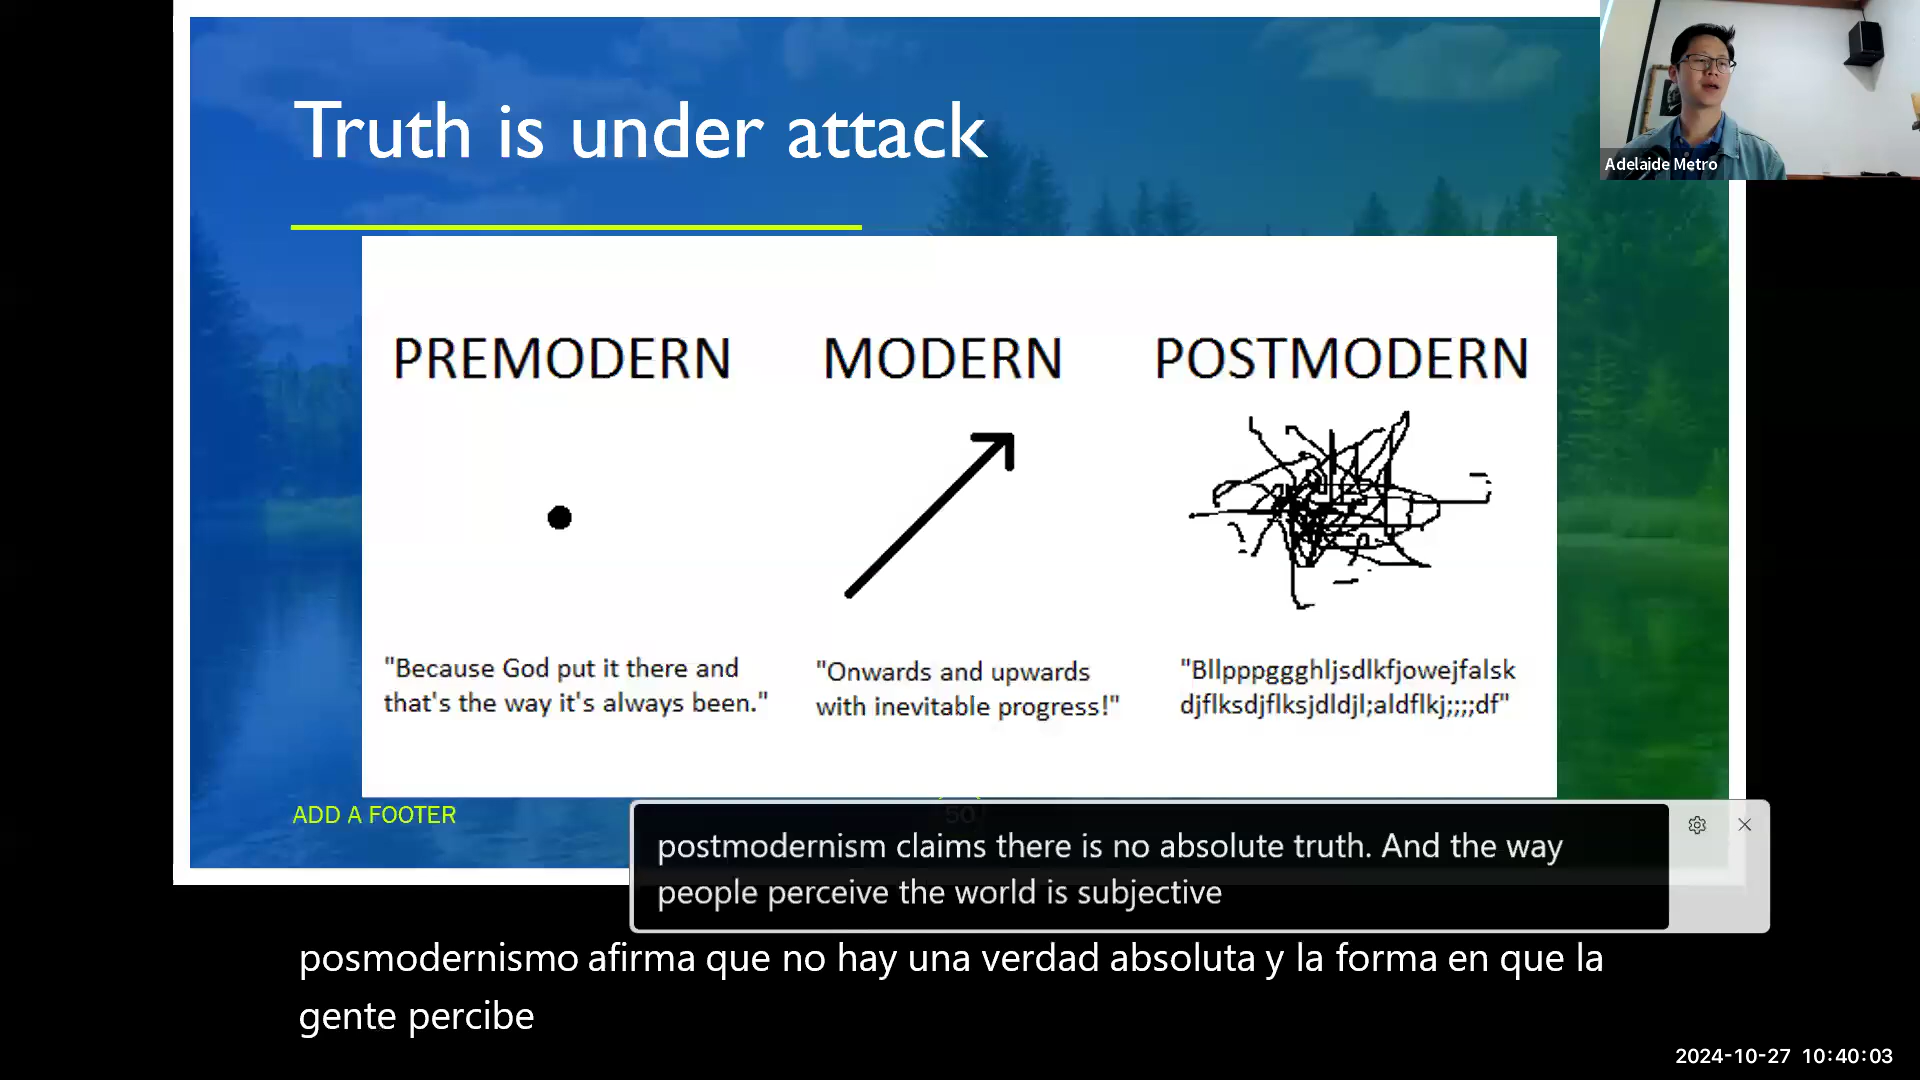 Truth is under attack
Adelaide Metro
PREMODERN
MODERN
POSTMODERN
"Because God put it there and
that's the way it's always been."
"Onwards and upwards
with inevitable progress!"
"Bllpppggghljsdlkfjowejfalsk
djflksdjflksjdldjl;aldflkj;;;;df"
ADD A FOOTER
50
postmodernism claims there is no absolute truth. And the way
people perceive the world is subjective
posmodernismo afirma que no hay una verdad absoluta y la forma en que la
gente percibe
2024-10-27 10:40:03